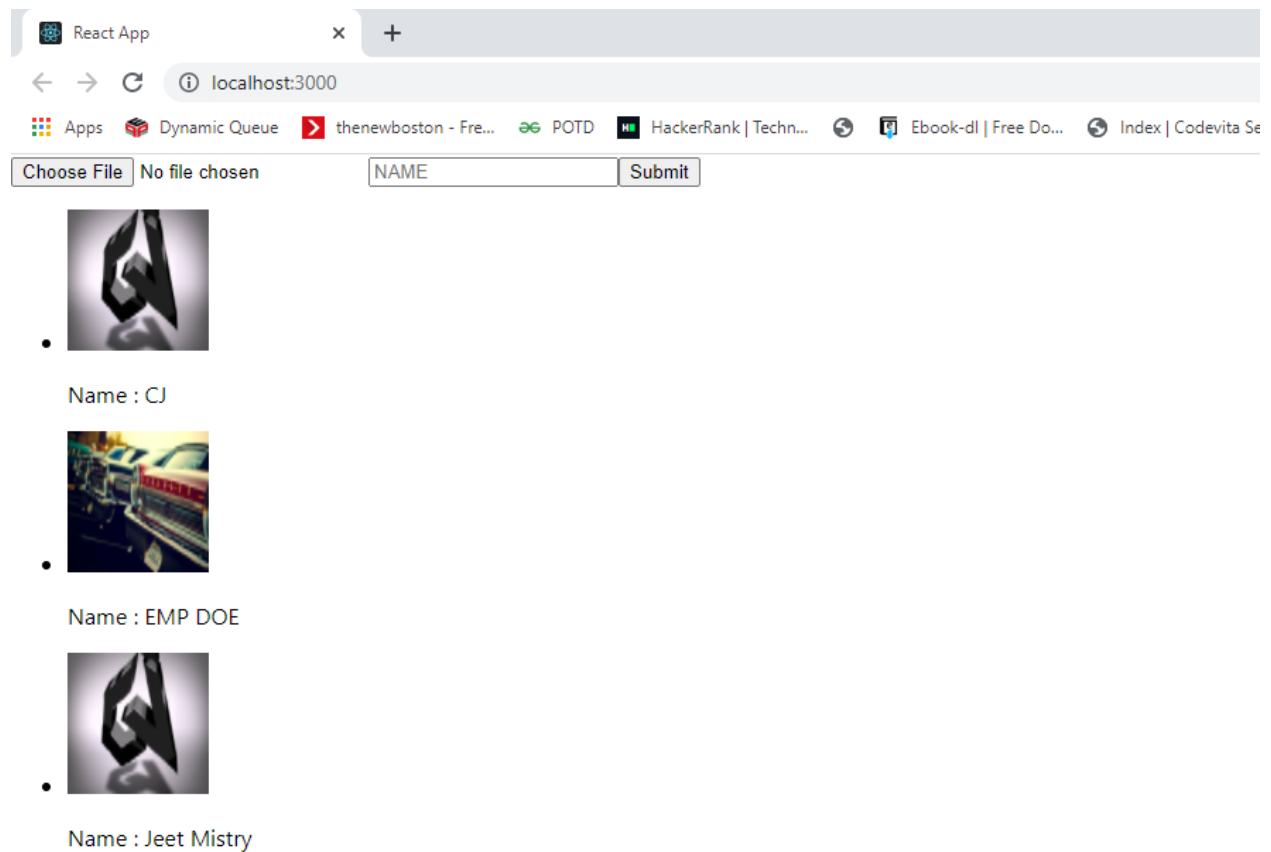 React App
localhost:3000
Apps Dynamic Queue thenewboston - Fre... POTD HackerRank | Techn... Ebook-dl | Free Do... Index | Codevita Se
Choose File No file chosen NAME Submit
Name : CJ
Name : EMP DOE
Name : Jeet Mistry